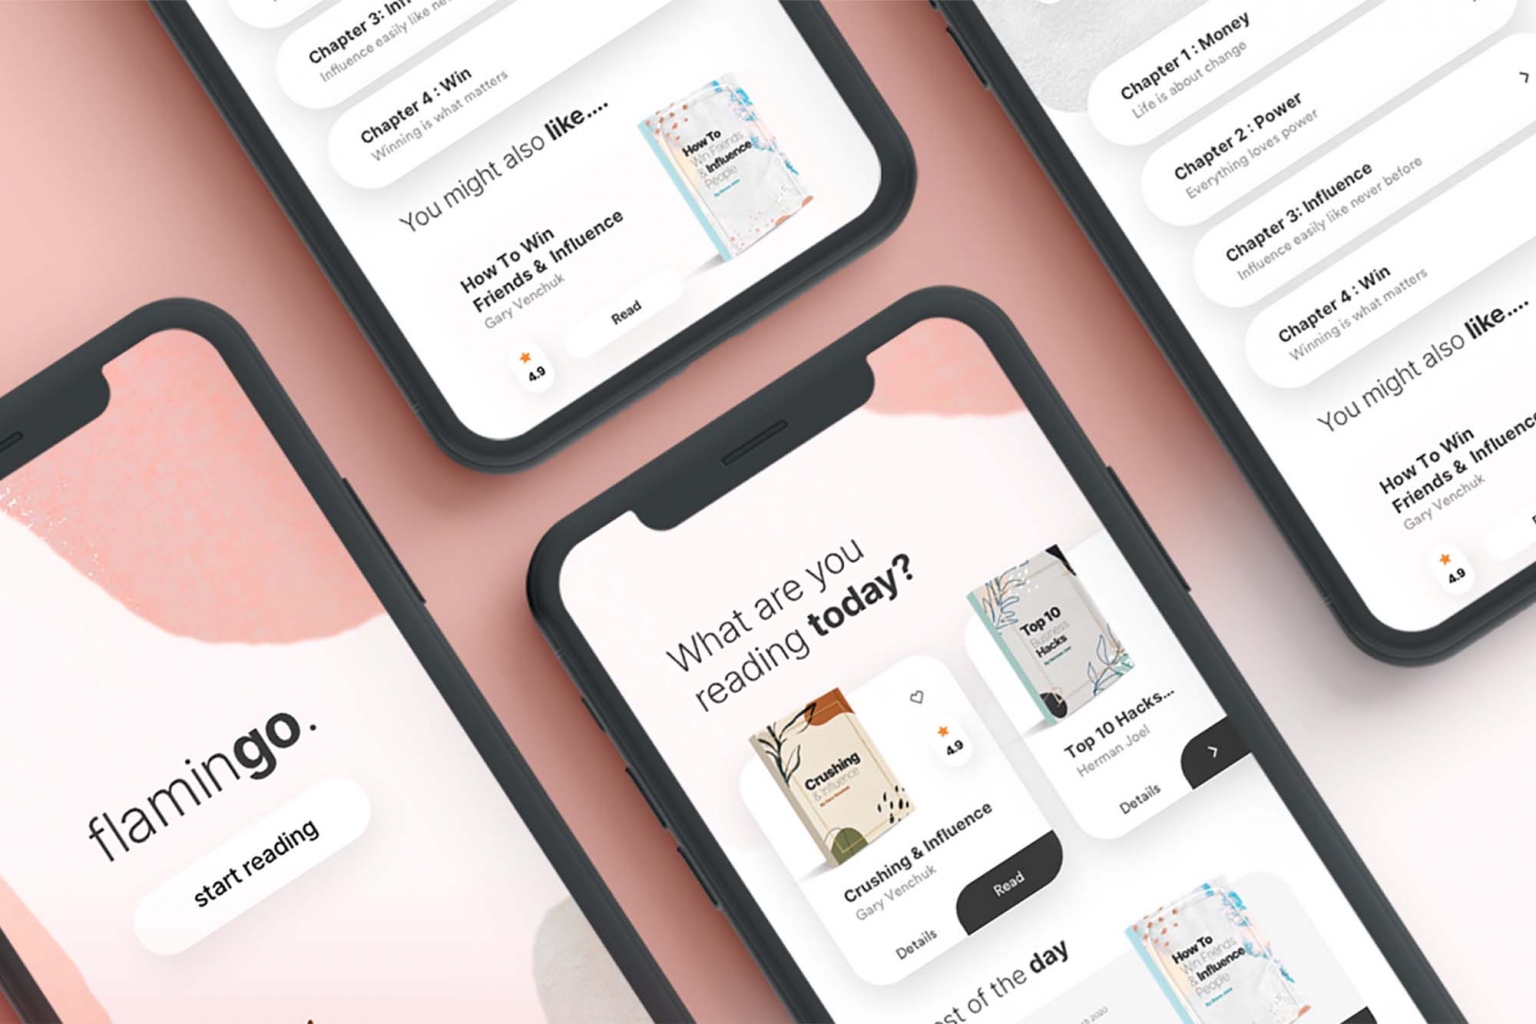 Chapter 3:
Influence easily like
Chapter 4 : Win
Winning is what matters
You might also like....
How To
Win Friends
& Influence
People
How To Win
Friends & Influence
Gary Venchuk
Read
4.9
Chapter 1 : Money
Life is about change
Chapter 2 : Power
Everything loves power
Chapter 3: Influence
Influence easily like never before
Chapter 4 : Win
Winning is what matters
You might also like....
How To Win
Friends & Influence
Gary Venchuk
4.9
flamingo.
start reading
What are you
reading today?
Crushing
& Influence
4.9
Crushing & Influence
Gary Venchuk
Details
Read
Top 10
Business
Hacks
By Herman Joel
Top 10 Hacks...
Herman Joel
Details
st of the day
2020
How To
Win Friends
& Influence
People